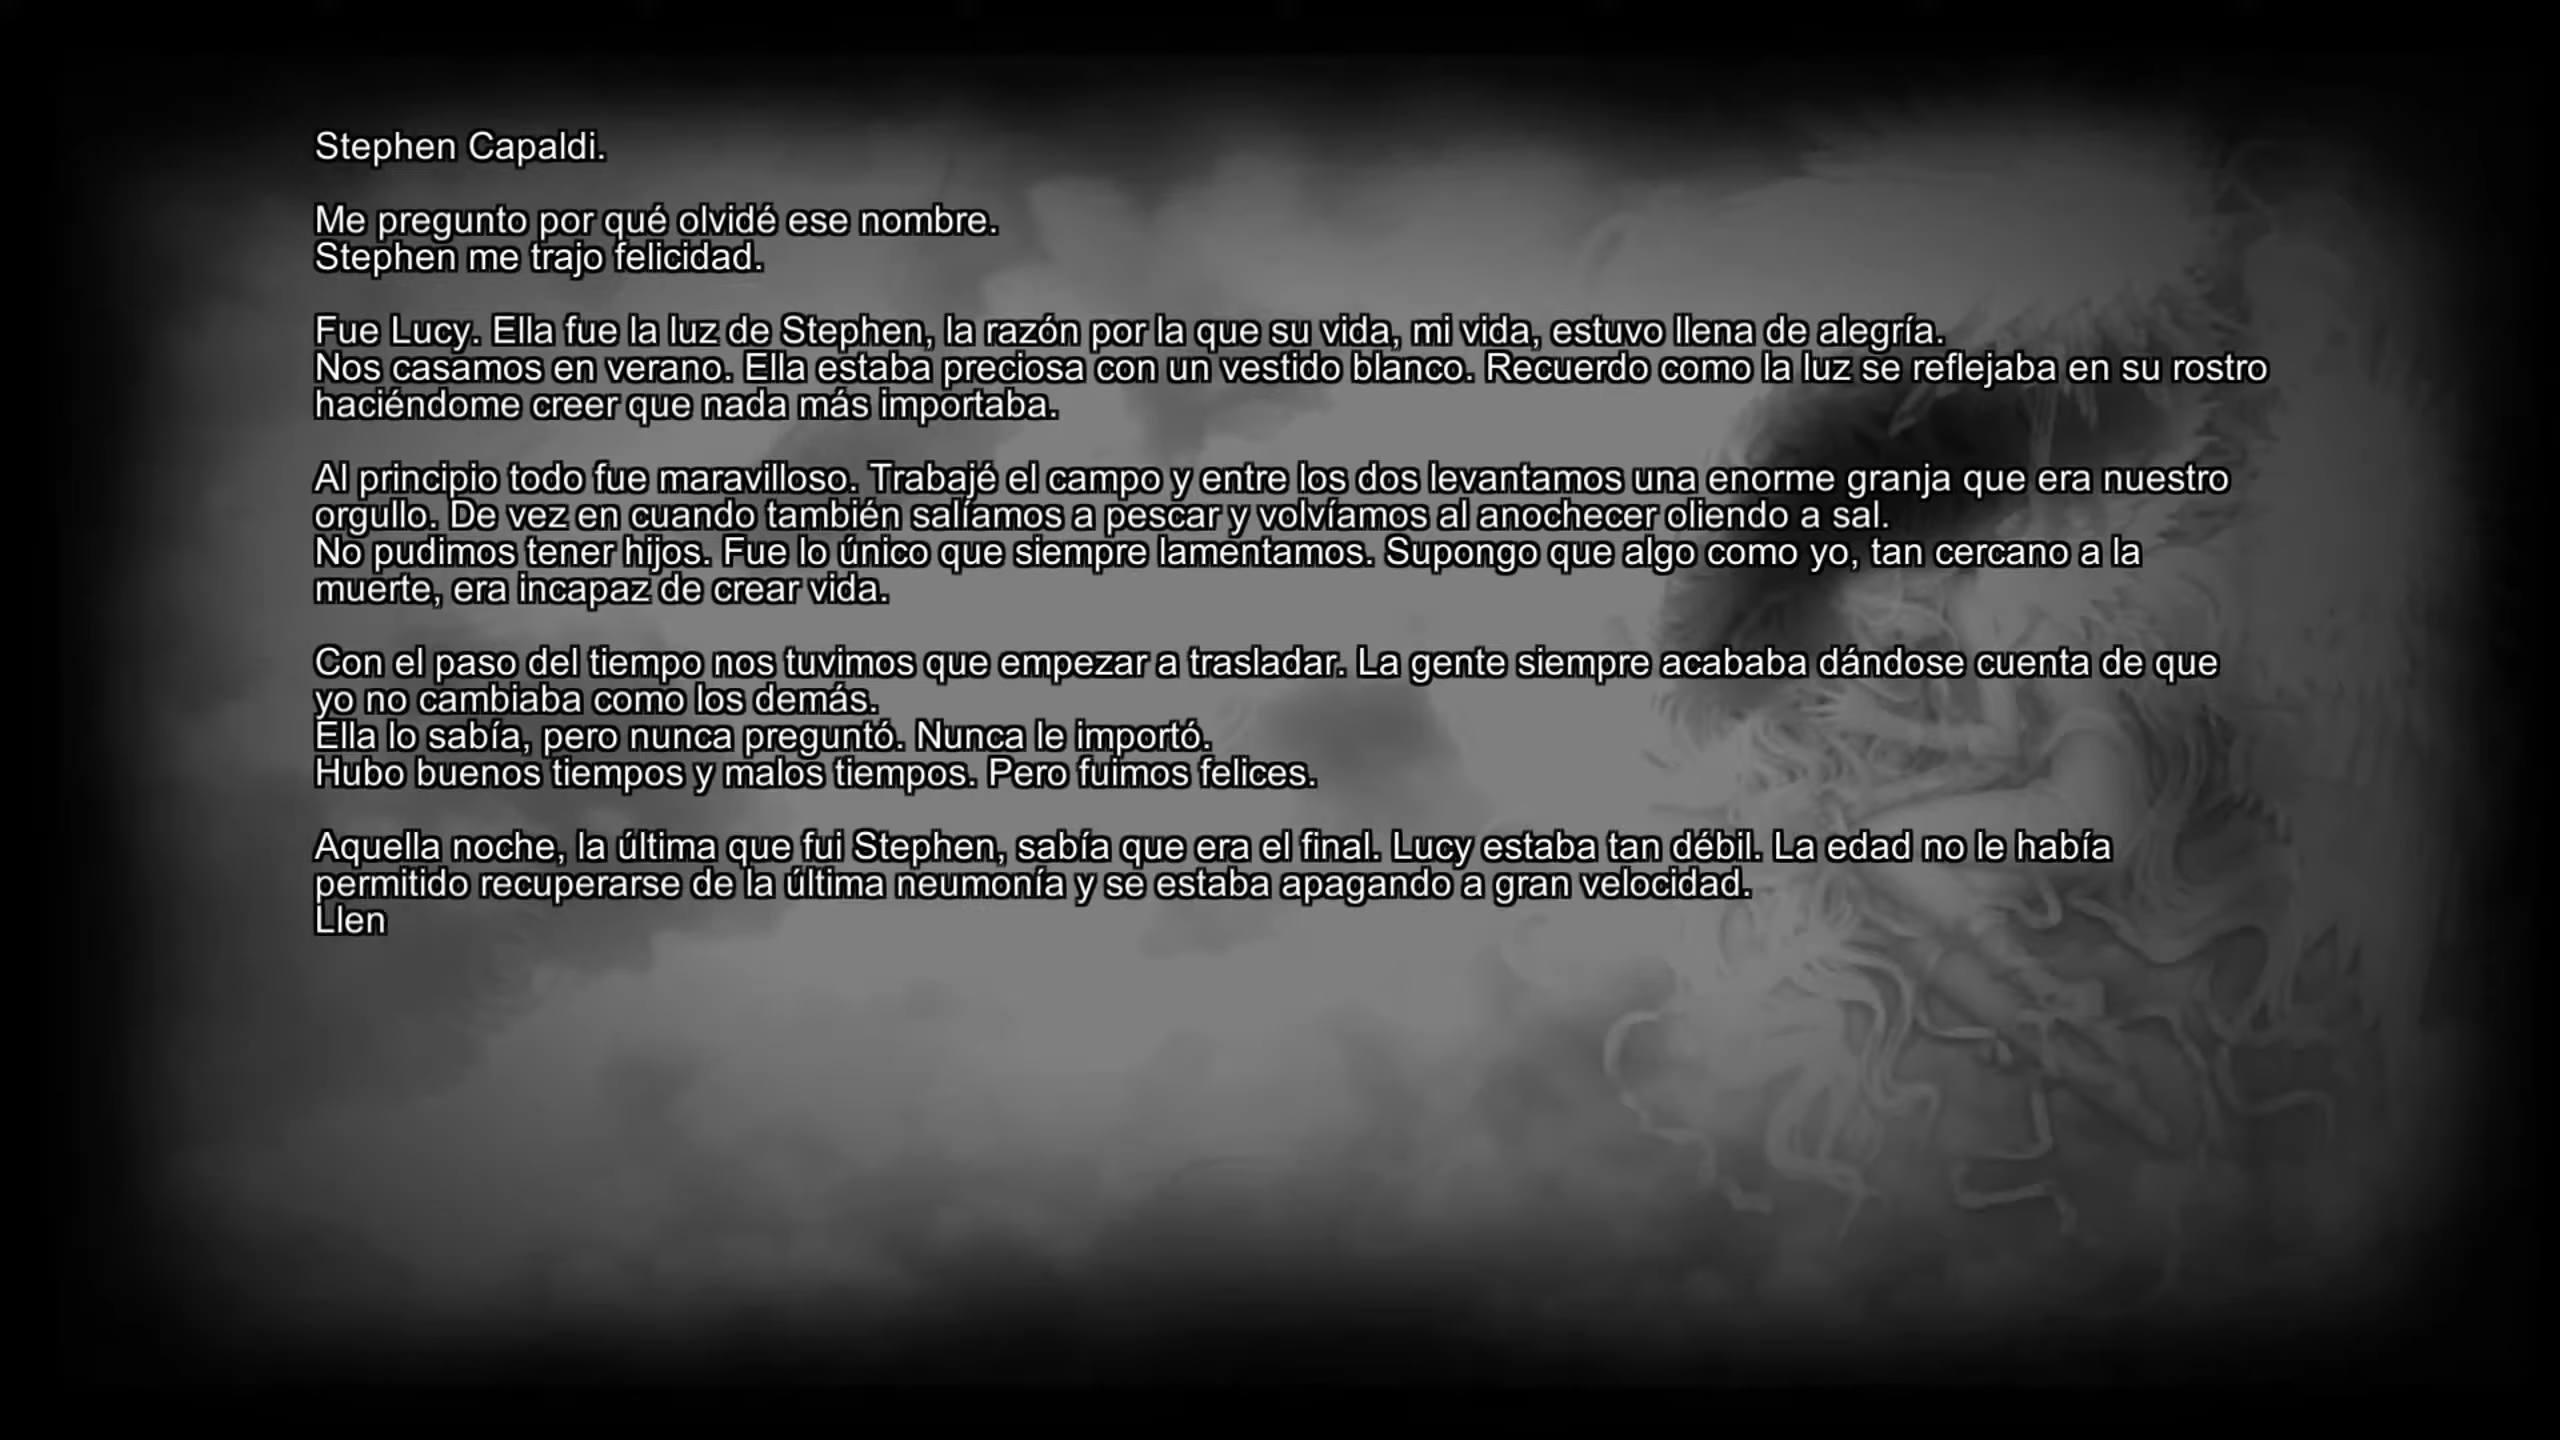 Stephen Capaldi.
Me pregunto por qué olvidé ese nombre.
Stephen me trajo felicidad.
Fue Lucy. Ella fue la luz de Stephen, la razón por la que su vida, mi vida, estuvo llena de alegría.
Nos casamos en verano. Ella estaba preciosa con un vestido blanco. Recuerdo como la luz se reflejaba en su rostro
haciéndome creer que nada más importaba.
Al principio todo fue maravilloso. Trabajé el campo y entre los dos levantamos una enorme granja que era nuestro
orgullo. De vez en cuando también salíamos a pescar y volvíamos al anochecer oliendo a sal.
No pudimos tener hijos. Fue lo único que siempre lamentamos. Supongo que algo como yo, tan cercano a la
muerte, era incapaz de crear vida.
Con el paso del tiempo nos tuvimos que empezar a trasladar. La gente siempre acababa dándose cuenta de que
yo no cambiaba como los demás.
Ella lo sabía, pero nunca preguntó. Nunca le importó.
Hubo buenos tiempos y malos tiempos. Pero fuimos felices.
Aquella noche, la última que fui Stephen, sabía que era el final. Lucy estaba tan débil. La edad no le había
permitido recuperarse de la última neumonía y se estaba apagando a gran velocidad.
Llen